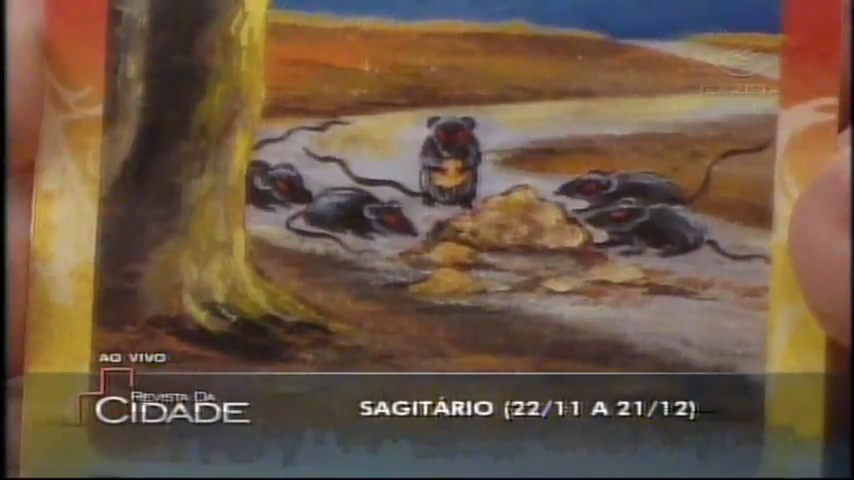 AO VIVO
REVISTA DA
CIDADE
SAGITÁRIO (22/11 A 21/12)